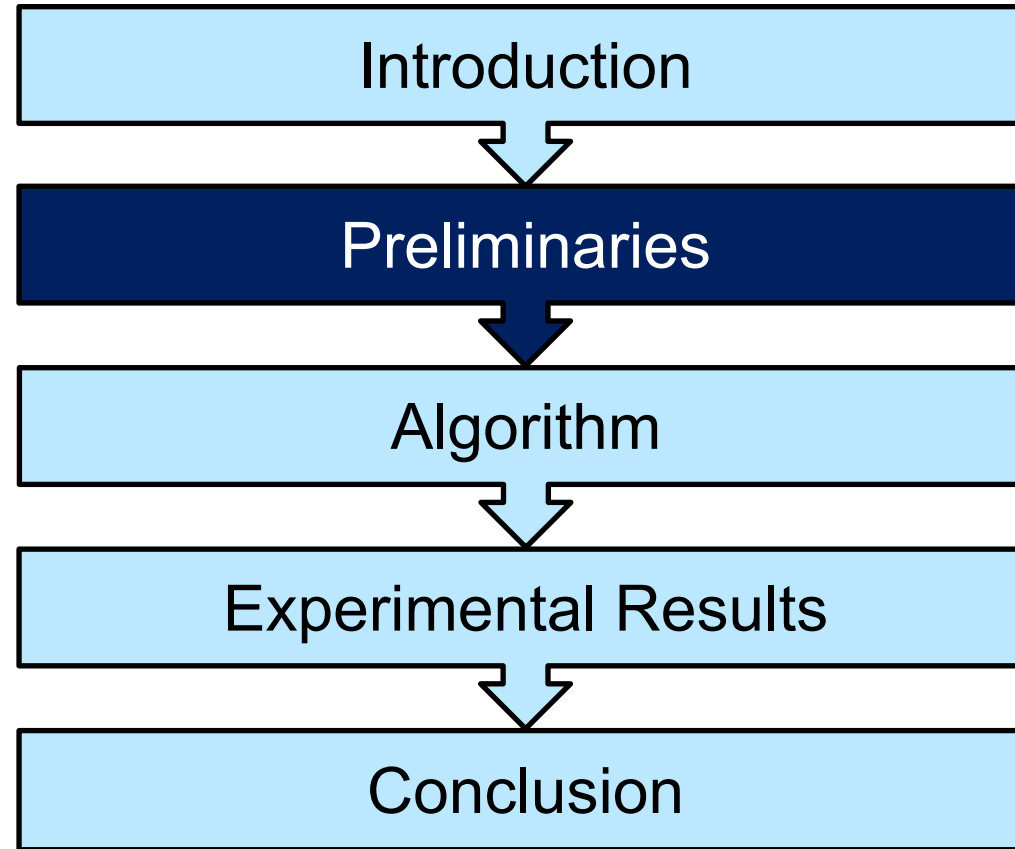 Introduction
Preliminaries
Algorithm
Experimental Results
Conclusion